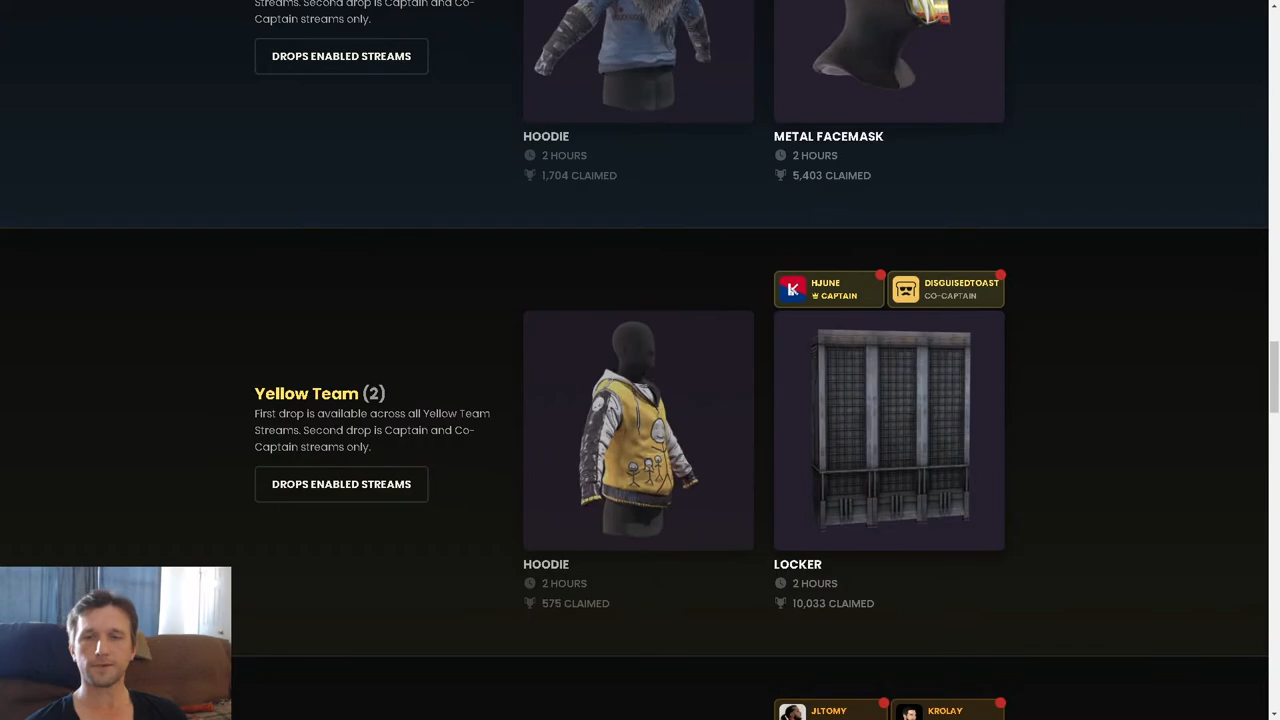 Streams. Second drop is Captain and Co-
Captain streams only.
DROPS ENABLED STREAMS
HOODIE
2 HOURS
1,704 CLAIMED
METAL FACEMASK
2 HOURS
5,403 CLAIMED
HJUNE
CAPTAIN
DISGUISEDTOAST
CO-CAPTAIN
Yellow Team (2)
First drop is available across all Yellow Team
Streams. Second drop is Captain and Co-
Captain streams only.
DROPS ENABLED STREAMS
HOODIE
2 HOURS
575 CLAIMED
LOCKER
2 HOURS
10,033 CLAIMED
JLTOMY
KROLAY